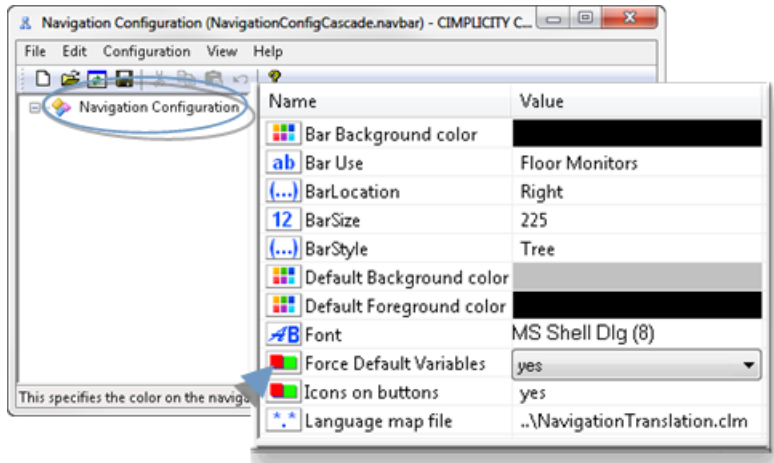 Navigation Configuration (NavigationConfigCascade.navbar) - CIMPLICITY C...
File Edit Configuration View Help
Navigation Configuration
Name Value
Bar Background color
ab Bar Use Floor Monitors
(...) BarLocation Right
12 BarSize 225
(...) BarStyle Tree
Default Background color
Default Foreground color
AB Font MS Shell Dlg (8)
Force Default Variables yes
Icons on buttons yes
*.* Language map file ..\NavigationTranslation.clm
This specifies the color on the naviga